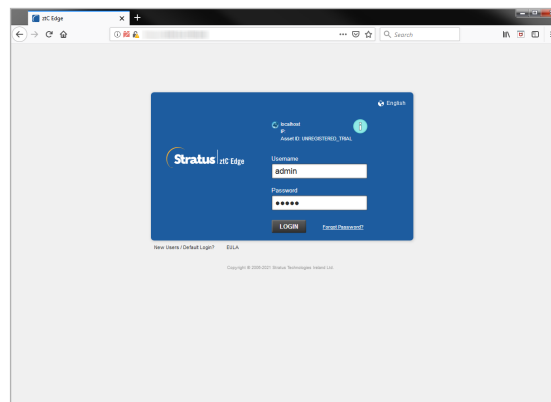 ztC Edge
Search
English
localhost
IP:
Asset ID: UNREGISTERED_TRIAL
Stratus ztC Edge
Username
admin
Password
LOGIN
Forgot Password?
New Users / Default Login?
EULA
Copyright © 2000-2021 Stratus Technologies Ireland Ltd.